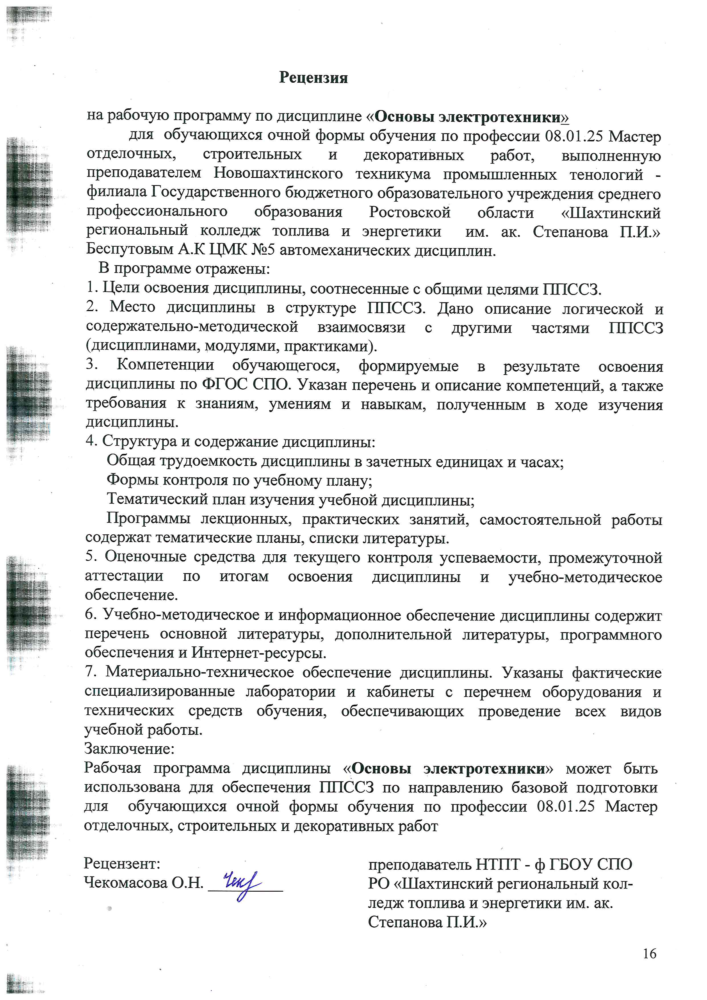 Рецензия
на рабочую программу по дисциплине «Основы электротехники»
для обучающихся очной формы обучения по профессии 08.01.25 Мастер
отделочных, строительных и декоративных работ, выполненную
преподавателем Новошахтинского техникума промышленных тенологий -
филиала Государственного бюджетного образовательного учреждения среднего
профессионального образования Ростовской области «Шахтинский
региональный колледж топлива и энергетики им. ак. Степанова П.И.»
Беспутовым А.К ЦМК №5 автомеханических дисциплин.
В программе отражены:
1. Цели освоения дисциплины, соотнесенные с общими целями ППССЗ.
2. Место дисциплины в структуре ППССЗ. Дано описание логической и
содержательно-методической взаимосвязи с другими частями ППССЗ
(дисциплинами, модулями, практиками).
3. Компетенции обучающегося, формируемые в результате освоения
дисциплины по ФГОС СПО. Указан перечень и описание компетенций, а также
требования к знаниям, умениям и навыкам, полученным в ходе изучения
дисциплины.
4. Структура и содержание дисциплины:
Общая трудоемкость дисциплины в зачетных единицах и часах;
Формы контроля по учебному плану;
Тематический план изучения учебной дисциплины;
Программы лекционных, практических занятий, самостоятельной работы
содержат тематические планы, списки литературы.
5. Оценочные средства для текущего контроля успеваемости, промежуточной
аттестации по итогам освоения дисциплины и учебно-методическое
обеспечение.
6. Учебно-методическое и информационное обеспечение дисциплины содержит
перечень основной литературы, дополнительной литературы, программного
обеспечения и Интернет-ресурсы.
7. Материально-техническое обеспечение дисциплины. Указаны фактические
специализированные лаборатории и кабинеты с перечнем оборудования и
технических средств обучения, обеспечивающих проведение всех видов
учебной работы.
Заключение:
Рабочая программа дисциплины «Основы электротехники» может быть
использована для обеспечения ППССЗ по направлению базовой подготовки
для обучающихся очной формы обучения по профессии 08.01.25 Мастер
отделочных, строительных и декоративных работ
Рецензент:
Чекомасова О.Н.
преподаватель НТПТ - ф ГБОУ СПО
РО «Шахтинский региональный кол-
ледж топлива и энергетики им. ак.
Степанова П.И.»
16